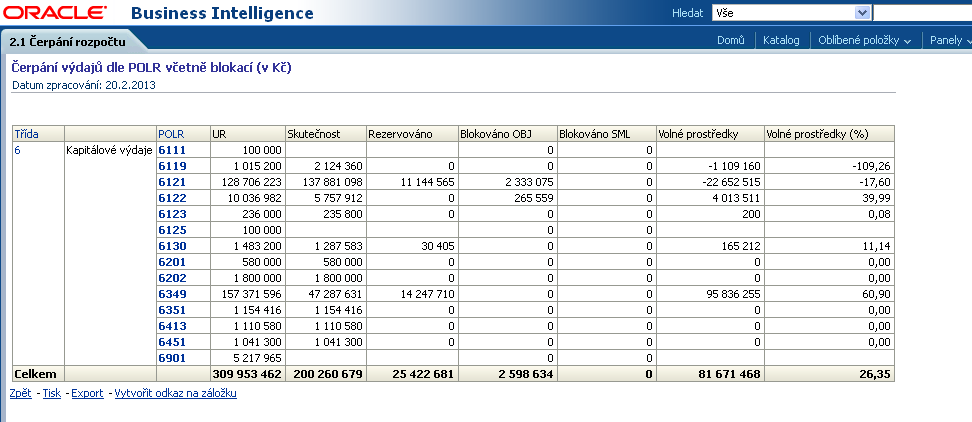 ORACLE Business Intelligence Hledat Vše
2.1 Čerpání rozpočtu Domů Katalog Oblíbené položky Panely
Čerpání výdajů dle POLR včetně blokací (v Kč)
Datum zpracování: 20.2.2013
Třída POLR UR Skutečnost Rezervováno Blokováno OBJ Blokováno SML Volné prostředky Volné prostředky (%)
6 Kapitálové výdaje 6111 100 000 0 0
6119 1 015 200 2 124 360 0 0 0 -1 109 160 -109,26
6121 128 706 223 137 881 098 11 144 565 2 333 075 0 -22 652 515 -17,60
6122 10 036 982 5 757 912 0 265 559 0 4 013 511 39,99
6123 236 000 235 800 0 0 0 200 0,08
6125 100 000 0 0
6130 1 483 200 1 287 583 30 405 0 0 165 212 11,14
6201 580 000 580 000 0 0 0 0 0,00
6202 1 800 000 1 800 000 0 0 0 0 0,00
6349 157 371 596 47 287 631 14 247 710 0 0 95 836 255 60,90
6351 1 154 416 1 154 416 0 0 0 0 0,00
6413 1 110 580 1 110 580 0 0 0 0 0,00
6451 1 041 300 1 041 300 0 0 0 0 0,00
6901 5 217 965 0 0
Celkem 309 953 462 200 260 679 25 422 681 2 598 634 0 81 671 468 26,35
Zpět - Tisk - Export - Vytvořit odkaz na záložku